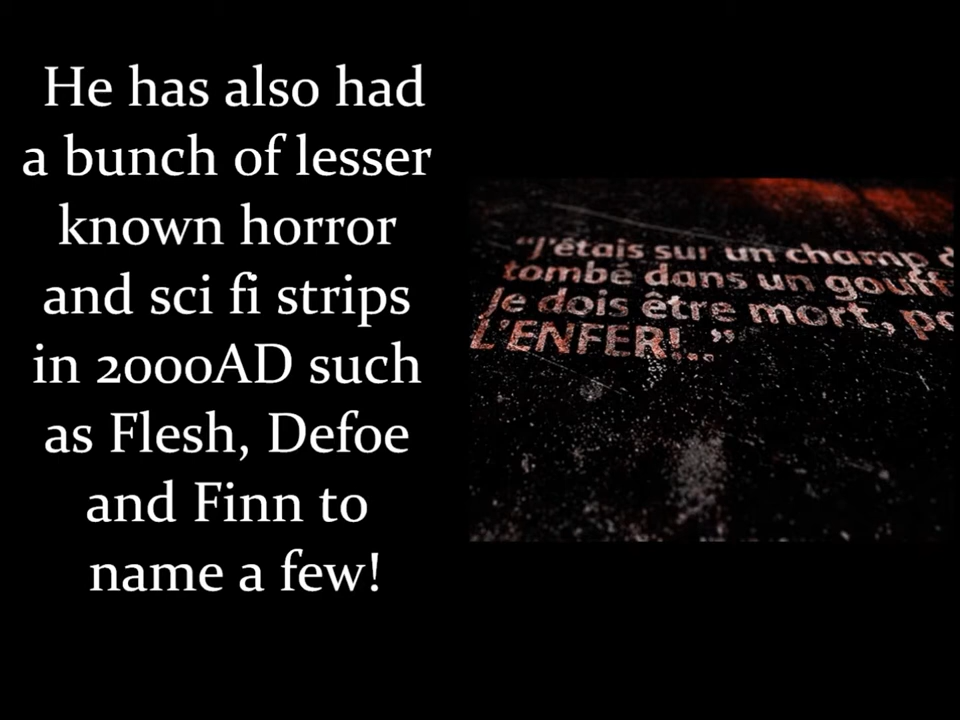 He has also had
a bunch of lesser
known horror
and sci fi strips
in 2000AD such
as Flesh, Defoe
and Finn to
name a few!
“J'étais sur un champ
tombé dans un
Je dois être mort,
L'ENFER!..”